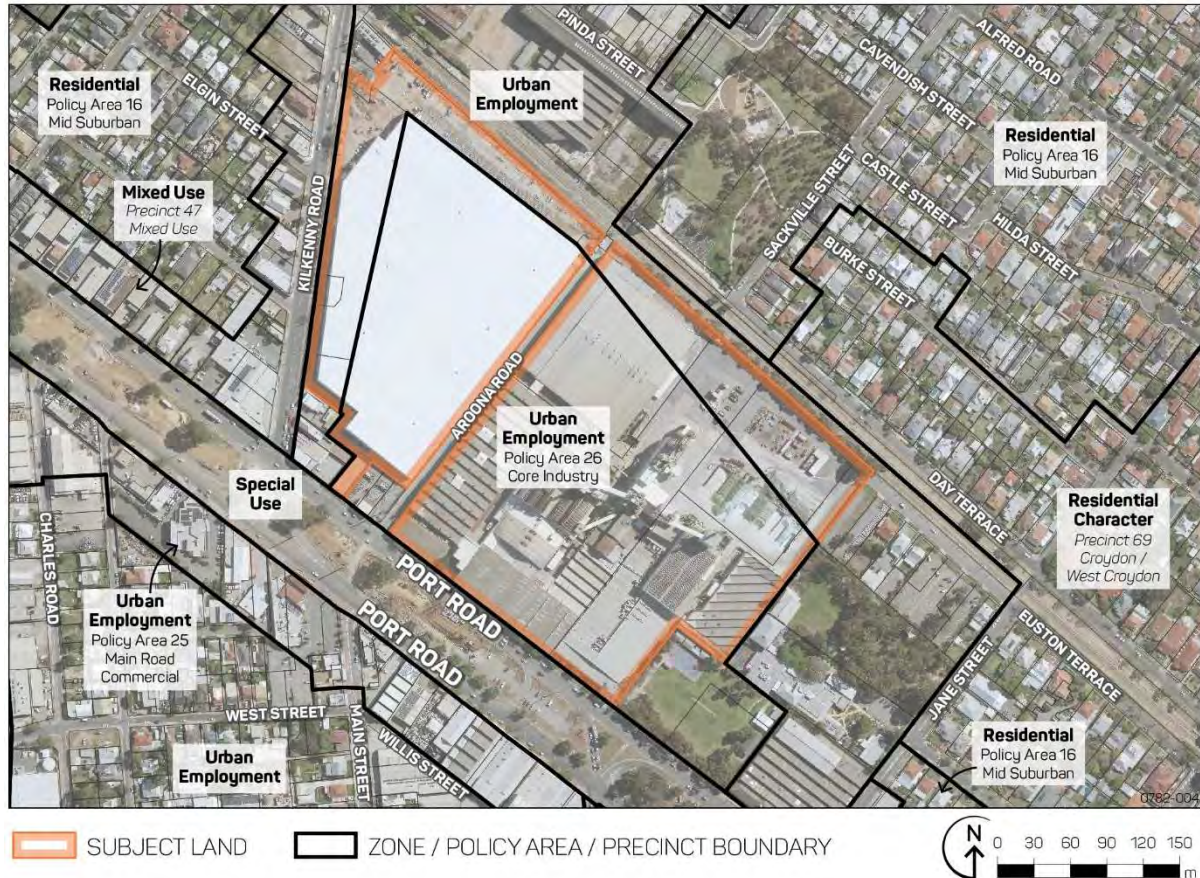 PINDA STREET
ALFRED ROAD
CAVENDISH STREET
Residential
Policy Area 16
Mid Suburban
ELGIN STREET
Urban
Employment
Residential
Policy Area 16
Mid Suburban
SACKVILLE STREET
CASTLE STREET
HILDA STREET
BURKE STREET
Mixed Use
Precinct 47
Mixed Use
KILKENNY ROAD
AROONA ROAD
Urban
Employment
Policy Area 26
Core Industry
Special
Use
DAY TERRACE
Residential
Character
Precinct 69
Croydon /
West Croydon
CHARLES ROAD
PORT ROAD
PORT ROAD
Urban
Employment
Policy Area 25
Main Road
Commercial
EUSTON TERRACE
JANE STREET
WEST STREET
MAIN STREET
WILLIS STREET
Urban
Employment
Residential
Policy Area 16
Mid Suburban
0782-004
SUBJECT LAND
ZONE / POLICY AREA / PRECINCT BOUNDARY
N
0 30 60 90 120 150
m